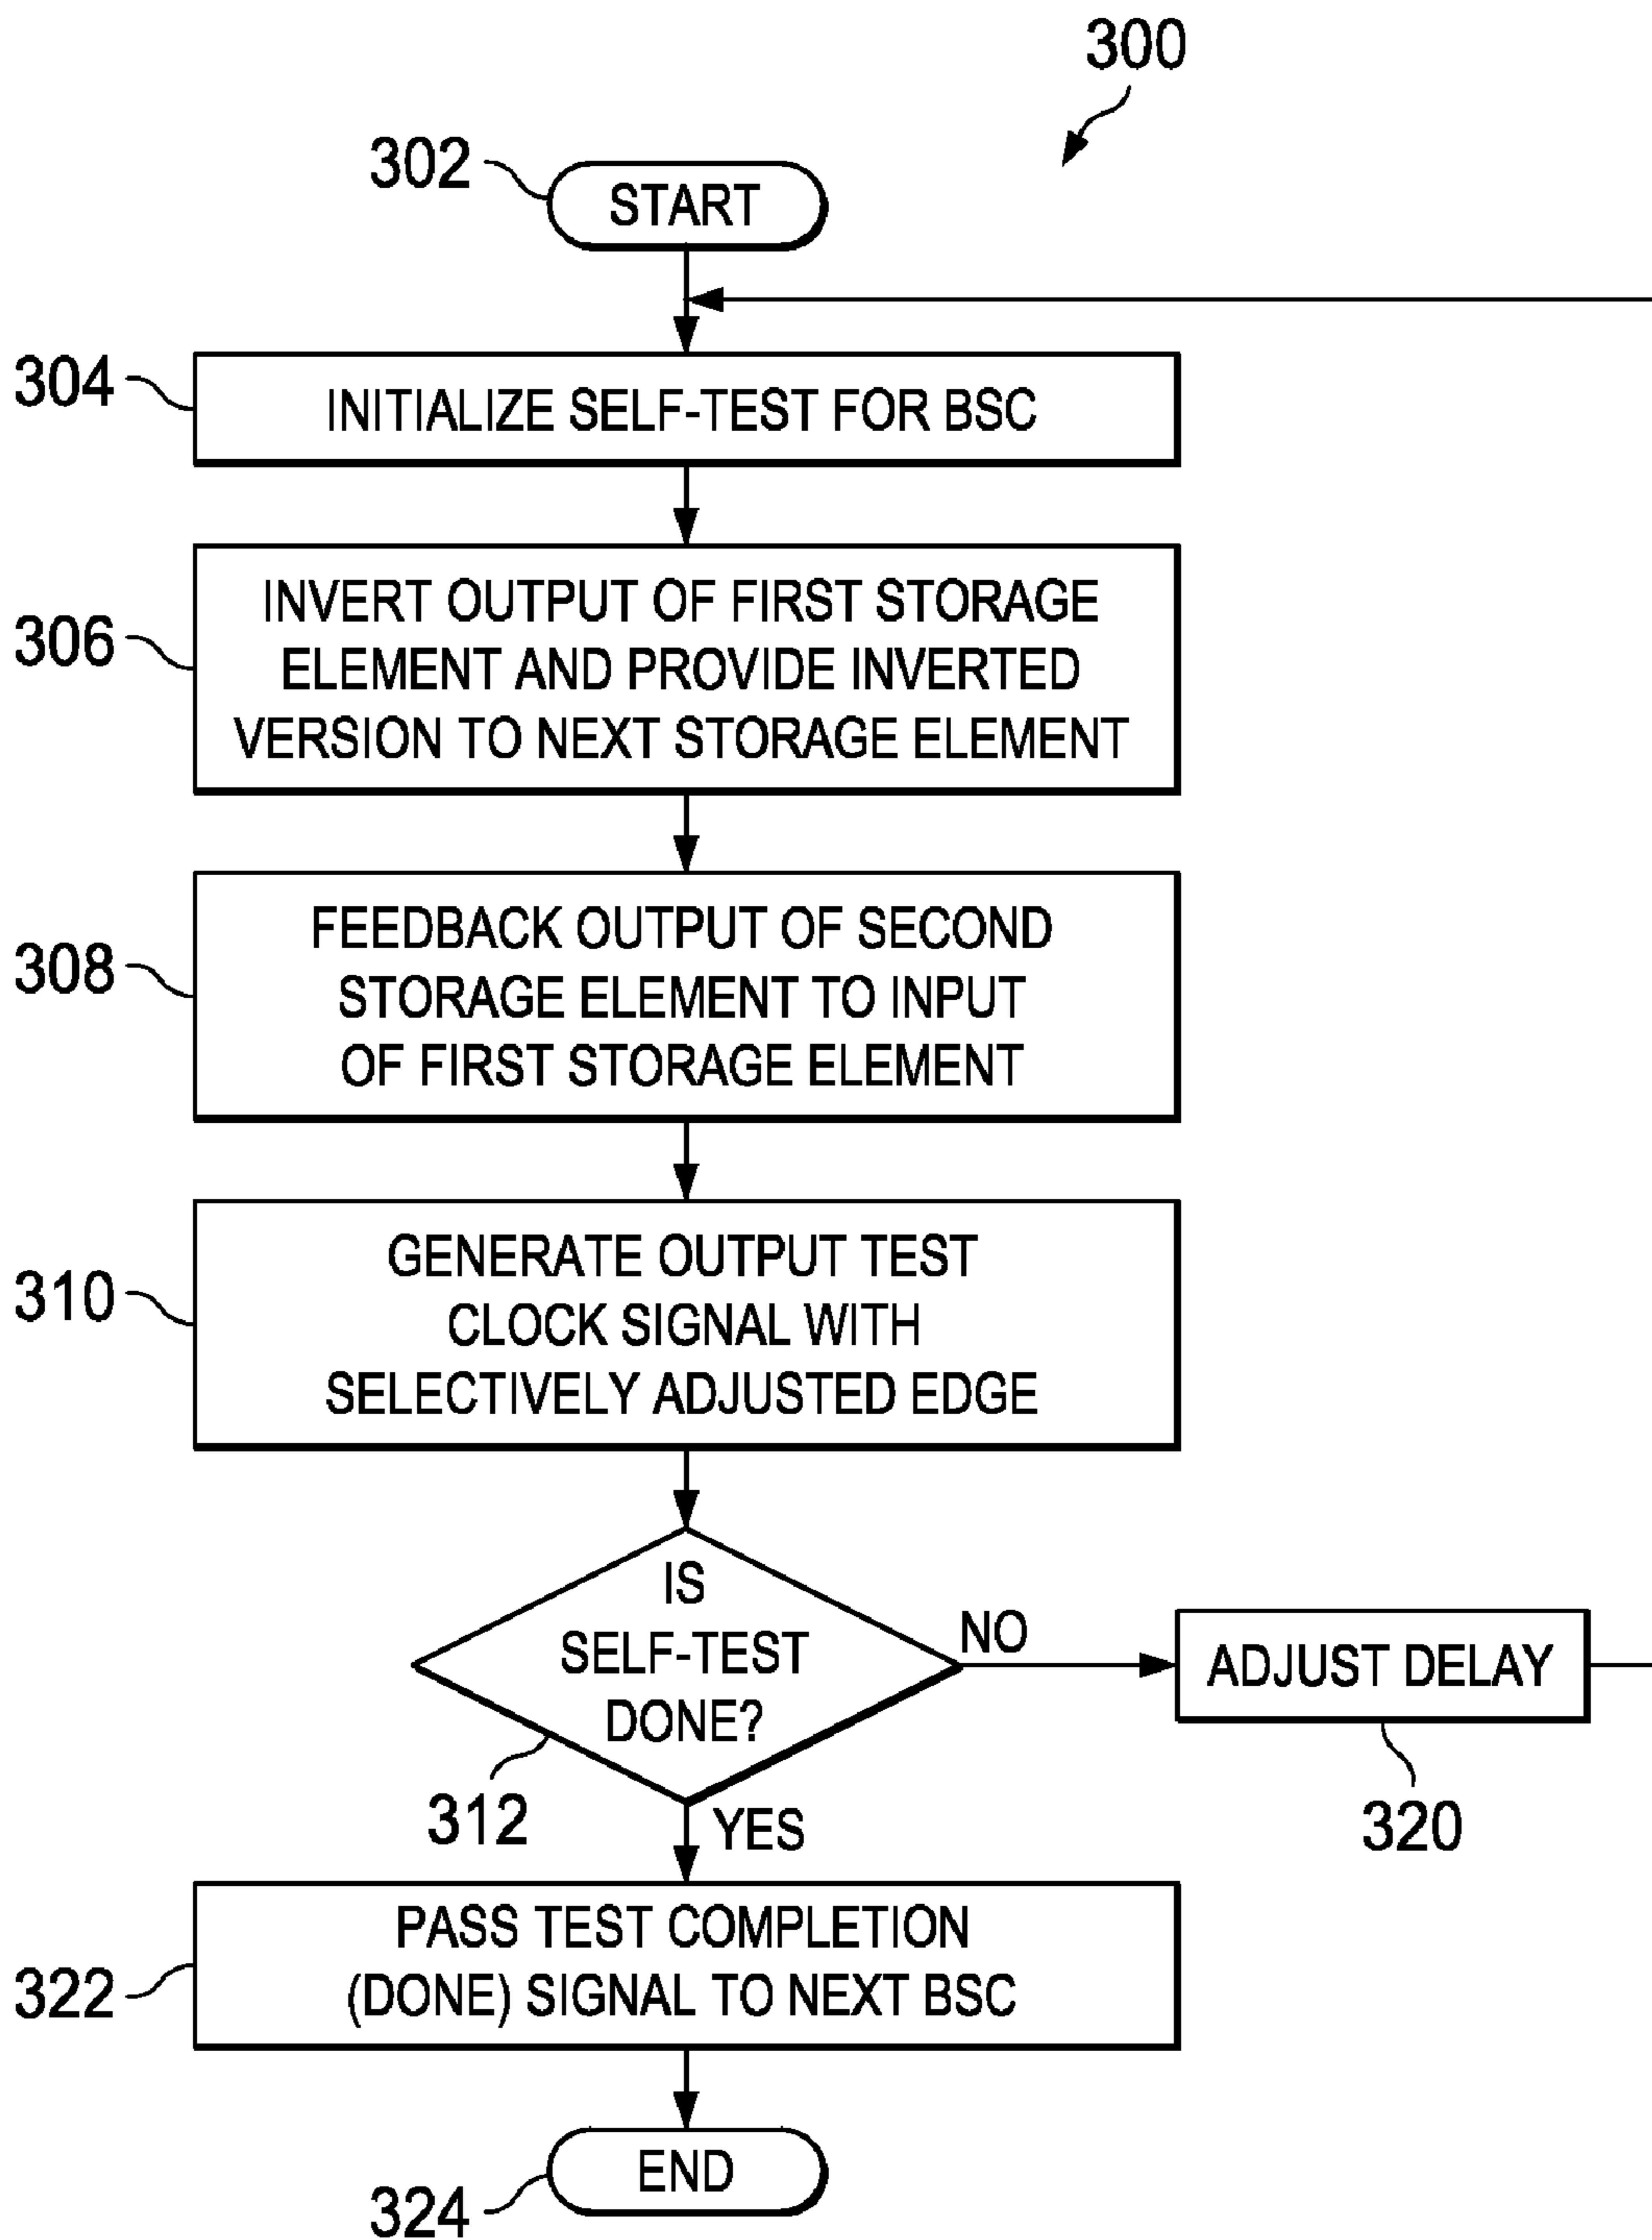 300
302
START
304
INITIALIZE SELF-TEST FOR BSC
306
INVERT OUTPUT OF FIRST STORAGE
ELEMENT AND PROVIDE INVERTED
VERSION TO NEXT STORAGE ELEMENT
308
FEEDBACK OUTPUT OF SECOND
STORAGE ELEMENT TO INPUT
OF FIRST STORAGE ELEMENT
310
GENERATE OUTPUT TEST
CLOCK SIGNAL WITH
SELECTIVELY ADJUSTED EDGE
IS
SELF-TEST
DONE?
312
NO
ADJUST DELAY
320
YES
322
PASS TEST COMPLETION
(DONE) SIGNAL TO NEXT BSC
END
324